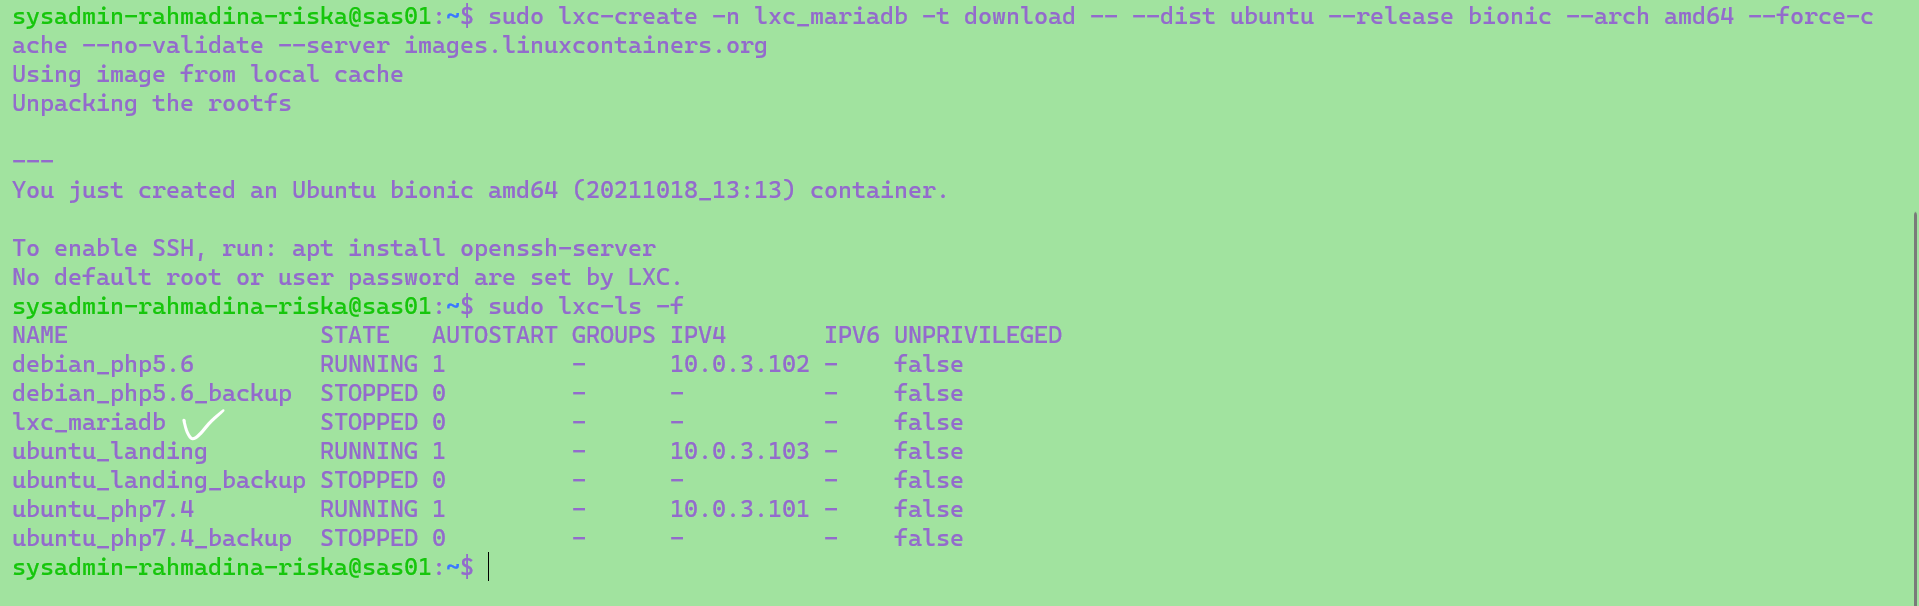 sysadmin-rahmadina-riska@sas01:~$ sudo lxc-create -n lxc_mariadb -t download -- --dist ubuntu --release bionic --arch amd64 --force-c
ache --no-validate --server images.linuxcontainers.org
Using image from local cache
Unpacking the rootfs
---
You just created an Ubuntu bionic amd64 (20211018_13:13) container.
To enable SSH, run: apt install openssh-server
No default root or user password are set by LXC.
sysadmin-rahmadina-riska@sas01:~$ sudo lxc-ls -f
NAME STATE AUTOSTART GROUPS IPV4 IPV6 UNPRIVILEGED
debian_php5.6 RUNNING 1 - 10.0.3.102 - false
debian_php5.6_backup STOPPED 0 - - - false
lxc_mariadb STOPPED 0 - - - false
ubuntu_landing RUNNING 1 - 10.0.3.103 - false
ubuntu_landing_backup STOPPED 0 - - - false
ubuntu_php7.4 RUNNING 1 - 10.0.3.101 - false
ubuntu_php7.4_backup STOPPED 0 - - - false
sysadmin-rahmadina-riska@sas01:~$